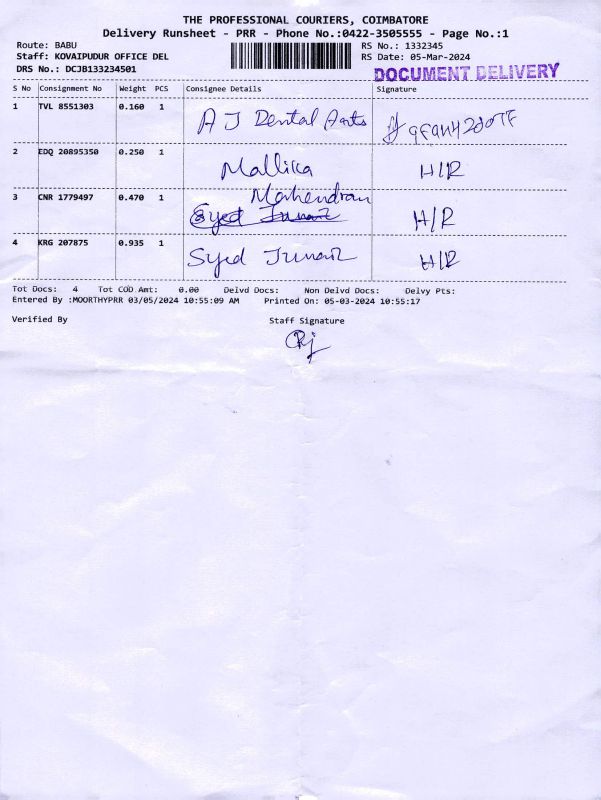 THE PROFESSIONAL COURIERS, COIMBATORE
Delivery Runsheet - PRR - Phone No.:0422-3505555 - Page No.:1
Route: BABU RS No.: 1332345
Staff: KOVAIPUDUR OFFICE DEL RS Date: 05-Mar-2024
DRS No.: DCJB133234501 DOCUMENT DELIVERY
S No Consignment No Weight PCS Consignee Details Signature
1 TVL 8551303 0.160 1 A J Dental Arts
2 EDQ 20895350 0.250 1 Mallika H/R
3 CNR 1779497 0.470 1 Mahendran H/R
Syed Junaiz
4 KRG 207875 0.935 1 Syed Junaiz H/R
Tot Docs: 4 Tot COD Amt: 0.00 Delvd Docs: Non Delvd Docs: Delvy Pts:
Entered By :MOORTHYPRR 03/05/2024 10:55:09 AM Printed On: 05-03-2024 10:55:17
Verified By Staff Signature